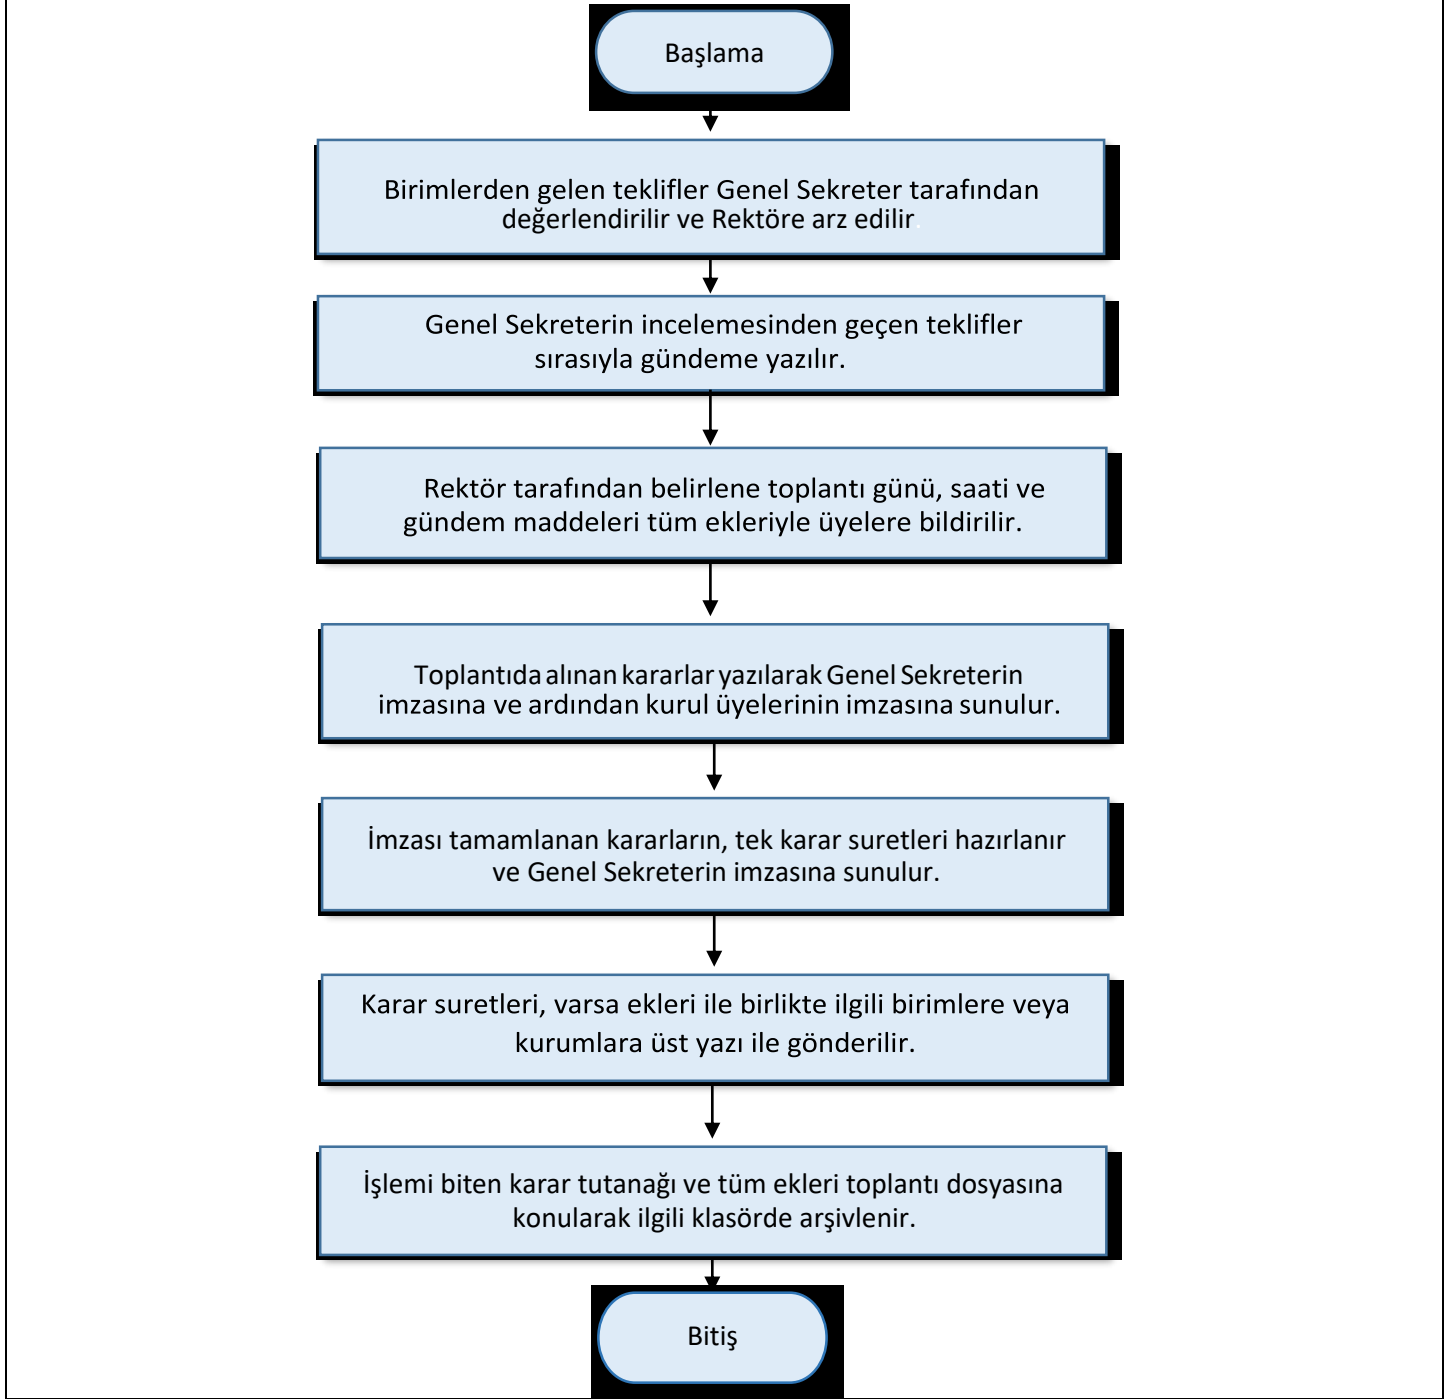 Başlama
Birimlerden gelen teklifler Genel Sekreter tarafından
değerlendirilir ve Rektöre arz edilir.
Genel Sekreterin incelemesinden geçen teklifler
sırasıyla gündeme yazılır.
Rektör tarafından belirlene toplantı günü, saati ve
gündem maddeleri tüm ekleriyle üyelere bildirilir.
Toplantıda alınan kararlar yazılarak Genel Sekreterin
imzasına ve ardından kurul üyelerinin imzasına sunulur.
İmzası tamamlanan kararların, tek karar suretleri hazırlanır
ve Genel Sekreterin imzasına sunulur.
Karar suretleri, varsa ekleri ile birlikte ilgili birimlere veya
kurumlara üst yazı ile gönderilir.
İşlemi biten karar tutanağı ve tüm ekleri toplantı dosyasına
konularak ilgili klasörde arşivlenir.
Bitiş